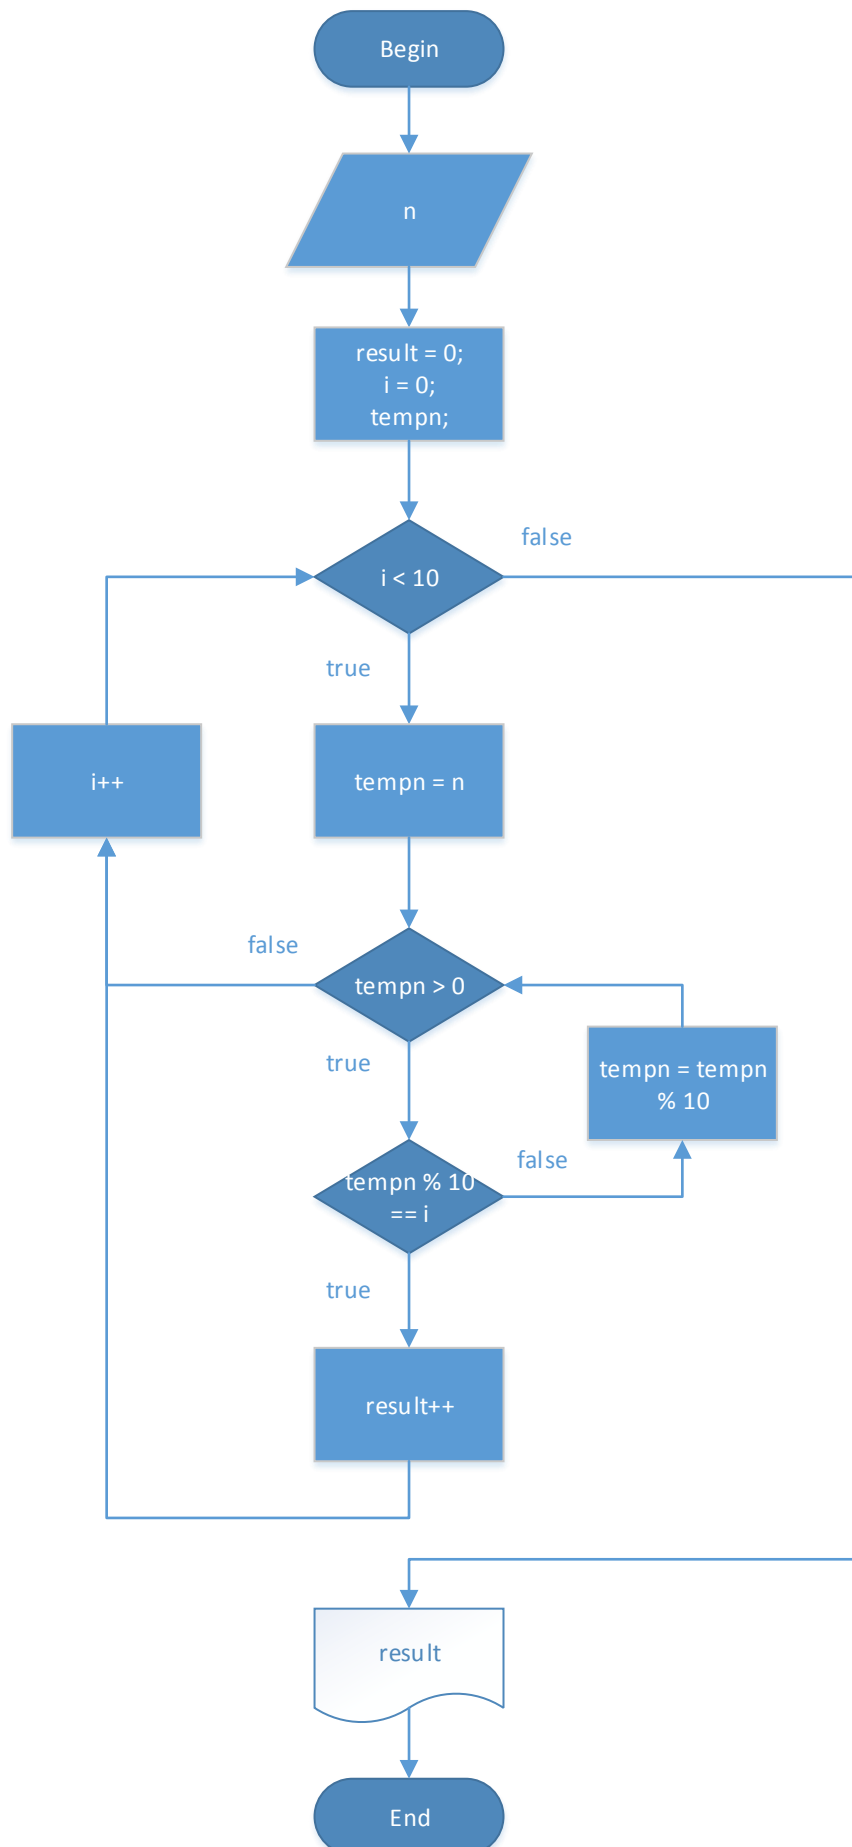 Begin
n
result = 0;
i = 0;
tempn;
false
i < 10
true
i++
tempn = n
false
tempn > 0
true
tempn = tempn
% 10
false
tempn % 10
== i
true
result++
result
End